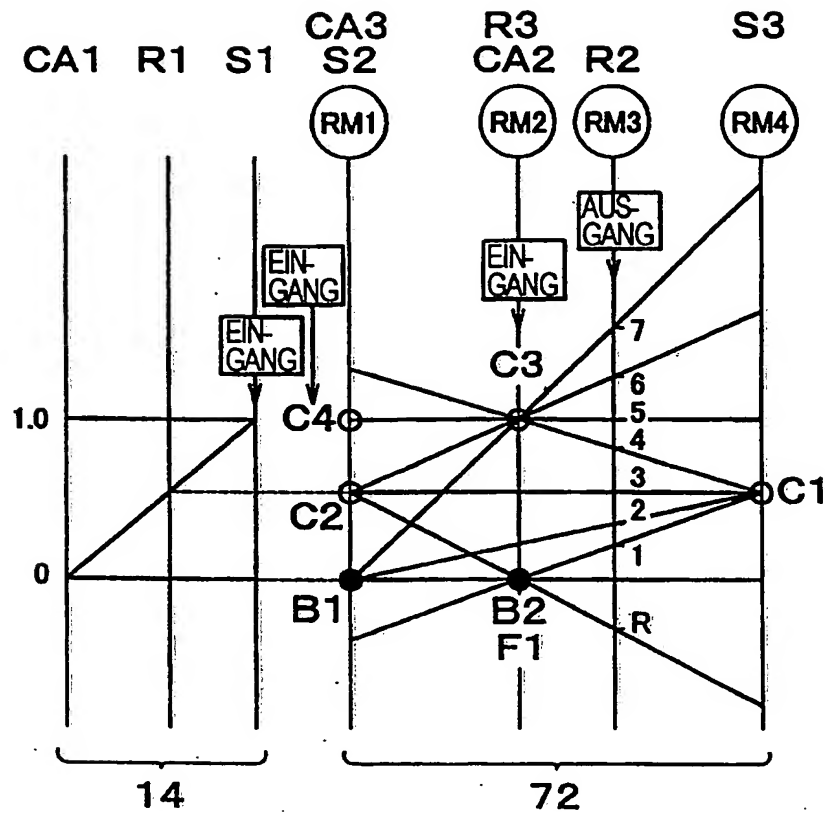 CA3 R3 S3
CA1 R1 S1 S2 CA2 R2
RM1 RM2 RM3 RM4
AUS-
GANG
EIN-
GANG
EIN-
GANG
EIN-
GANG
7
C3
6
1.0 C4 5
4
3
C2 C1
2
0 1
B1 B2 R
F1
14 72